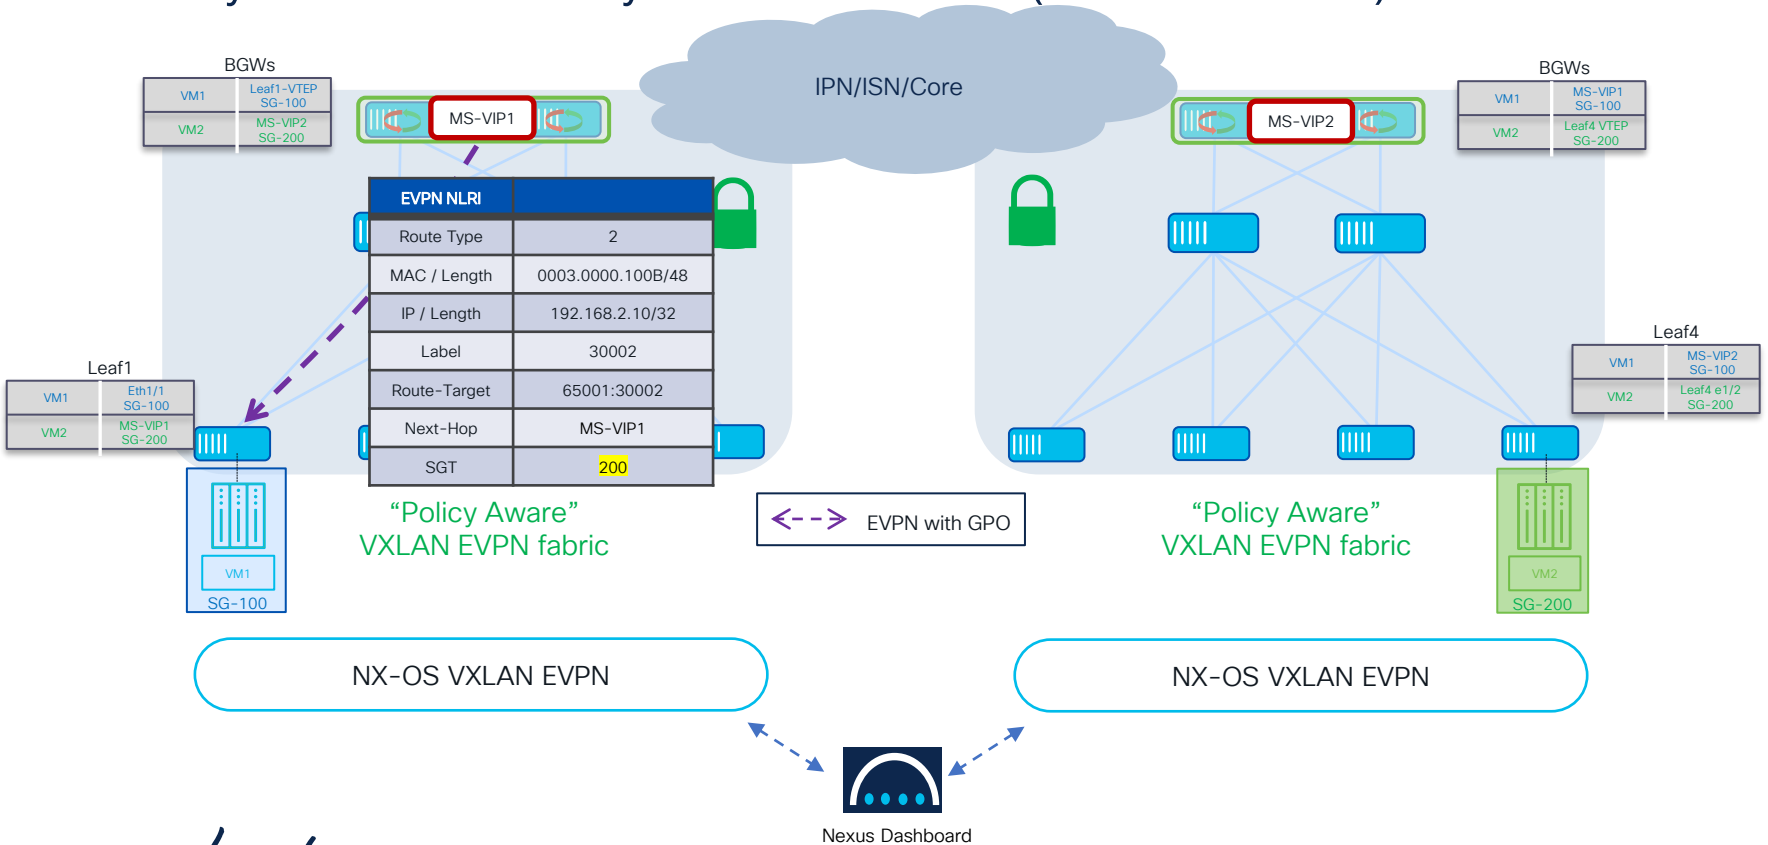 IPN/ISN/Core
BGWs
VM1 Leaf1-VTEP
SG-100
VM2 MS-VIP2
SG-200
MS-VIP1
BGWs
VM1 MS-VIP1
SG-100
VM2 Leaf4 VTEP
SG-200
MS-VIP2
EVPN NLRI
Route Type 2
MAC / Length 0003.0000.100B/48
IP / Length 192.168.2.10/32
Label 30002
Route-Target 65001:30002
Next-Hop MS-VIP1
SGT 200
Leaf1
VM1 Eth1/1
SG-100
VM2 MS-VIP1
SG-200
Leaf4
VM1 MS-VIP2
SG-100
VM2 Leaf4 e1/2
SG-200
VM1
SG-100
“Policy Aware”
VXLAN EVPN fabric
EVPN with GPO
“Policy Aware”
VXLAN EVPN fabric
VM2
SG-200
NX-OS VXLAN EVPN
NX-OS VXLAN EVPN
Nexus Dashboard